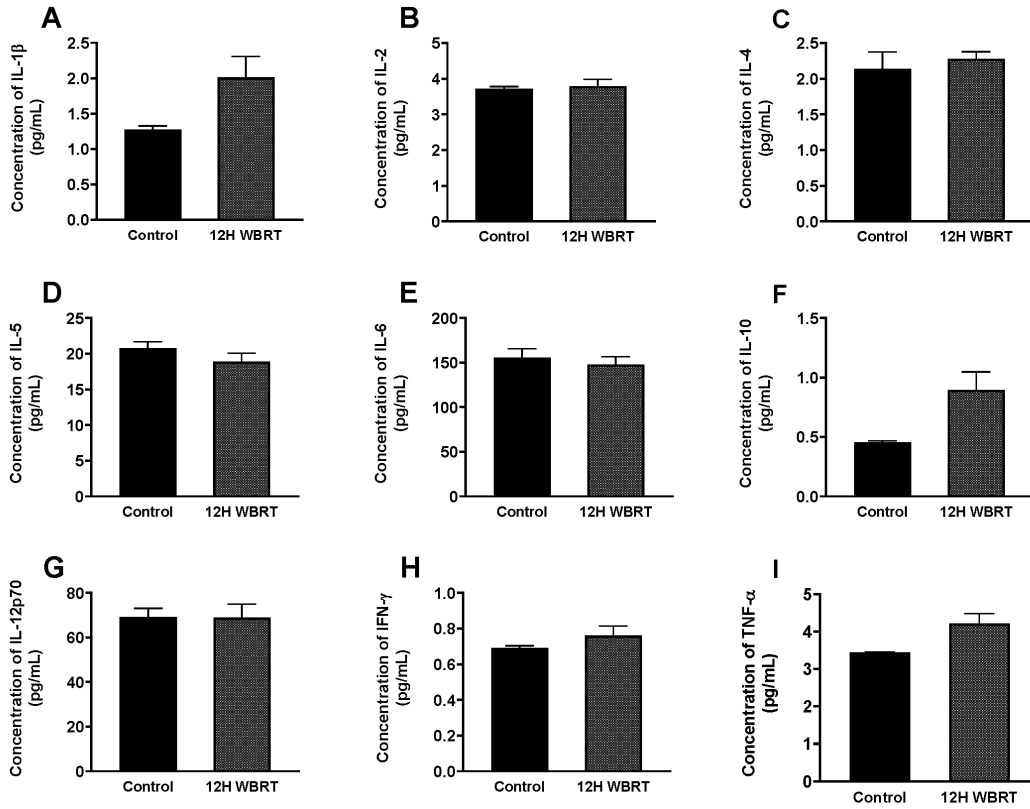 A
Concentration of IL-1β
(pg/mL)
2.5
2.0
1.5
1.0
0.5
0.0
Control
12H WBRT
B
Concentration of IL-2
(pg/mL)
5
4
3
2
1
0
Control
12H WBRT
C
Concentration of IL-4
(pg/mL)
2.5
2.0
1.5
1.0
0.5
0.0
Control
12H WBRT
D
Concentration of IL-5
(pg/mL)
25
20
15
10
5
0
Control
12H WBRT
E
Concentration of IL-6
(pg/mL)
200
150
100
50
0
Control
12H WBRT
F
Concentration of IL-10
(pg/mL)
1.5
1.0
0.5
0.0
Control
12H WBRT
G
Concentration of IL-12p70
(pg/mL)
80
60
40
20
0
Control
12H WBRT
H
Concentration of IFN-γ
(pg/mL)
1.0
0.8
0.6
0.4
0.2
0.0
Control
12H WBRT
I
Concentration of TNF-α
(pg/mL)
5
4
3
2
1
0
Control
12H WBRT